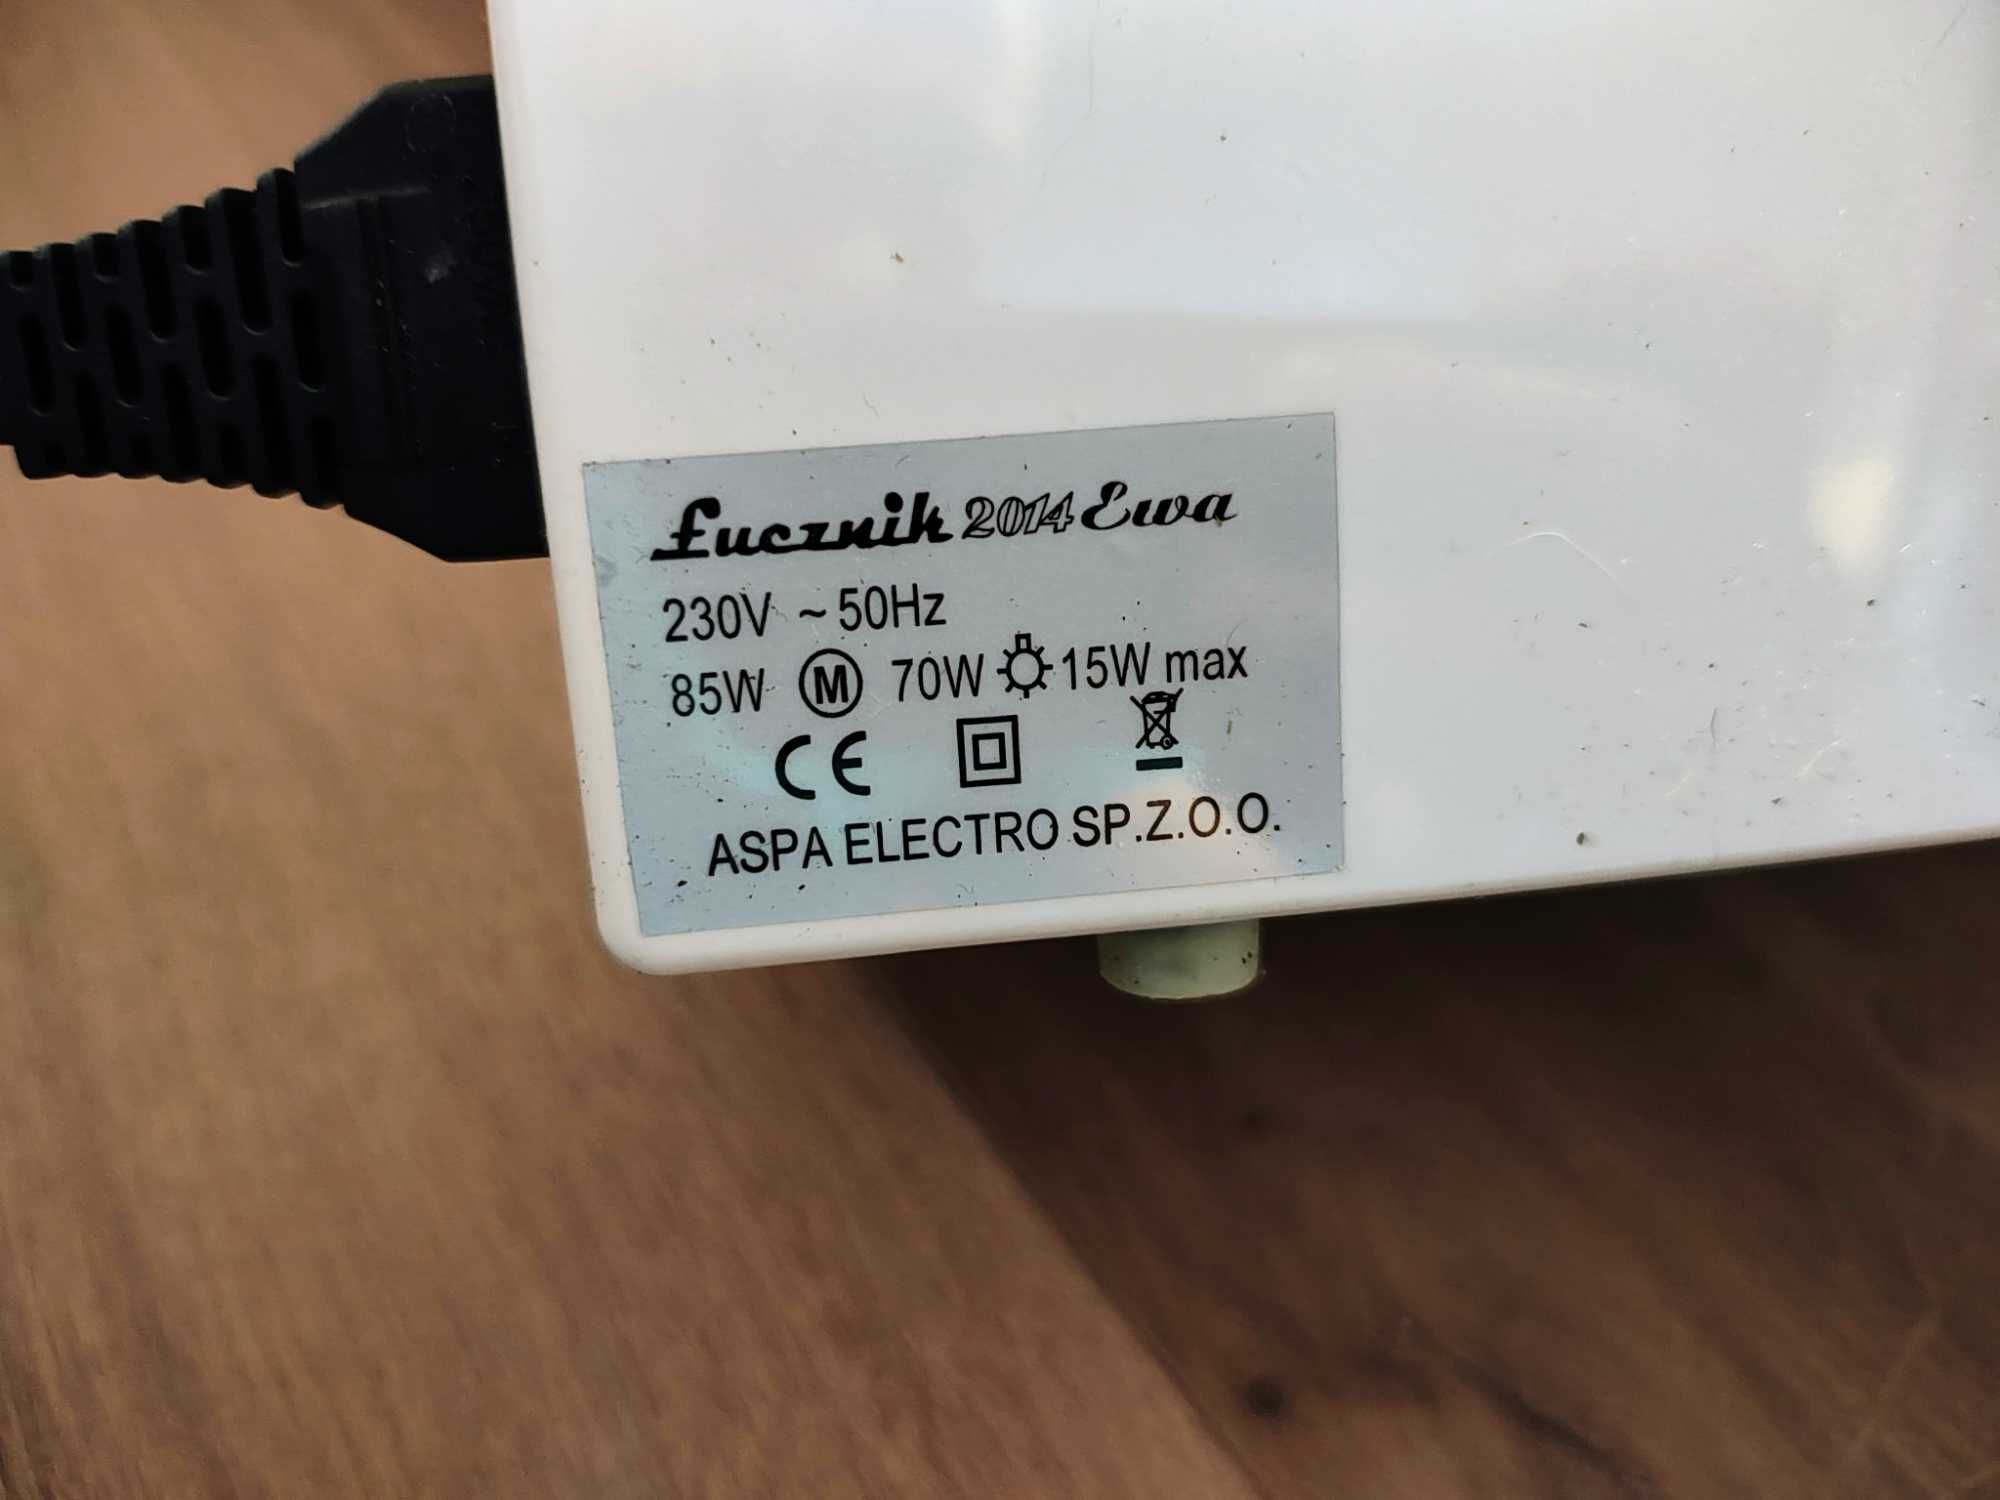 Łucznik 2014 Ewa
230V ~ 50Hz
85W M 70W 15W max
CE
ASPA ELECTRO SP.Z.O.O.